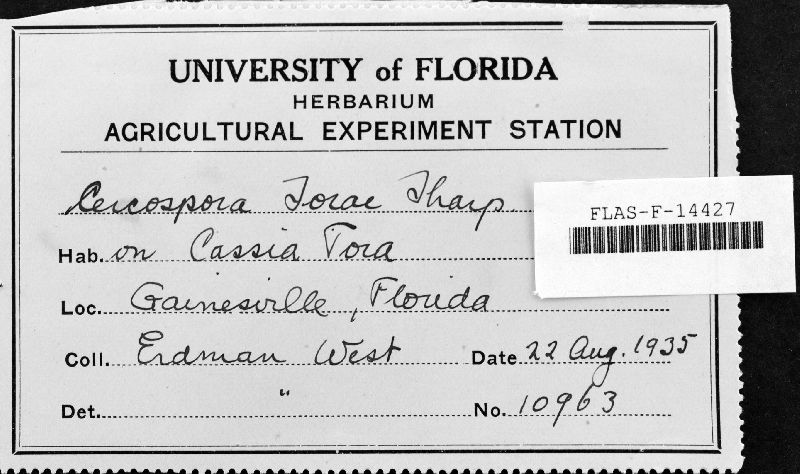 UNIVERSITY of FLORIDA
HERBARIUM
AGRICULTURAL EXPERIMENT STATION
Cercospora Torae Tharp.
FLAS-F-14427
Hab. on Cassia Tora
Loc. Gainesville, Florida
Coll. Erdman West Date 22 Aug. 1935
Det. " No. 10963